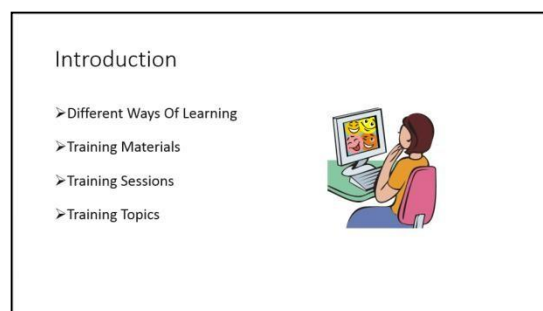 Introduction
➢Different Ways Of Learning
➢Training Materials
➢Training Sessions
➢Training Topics